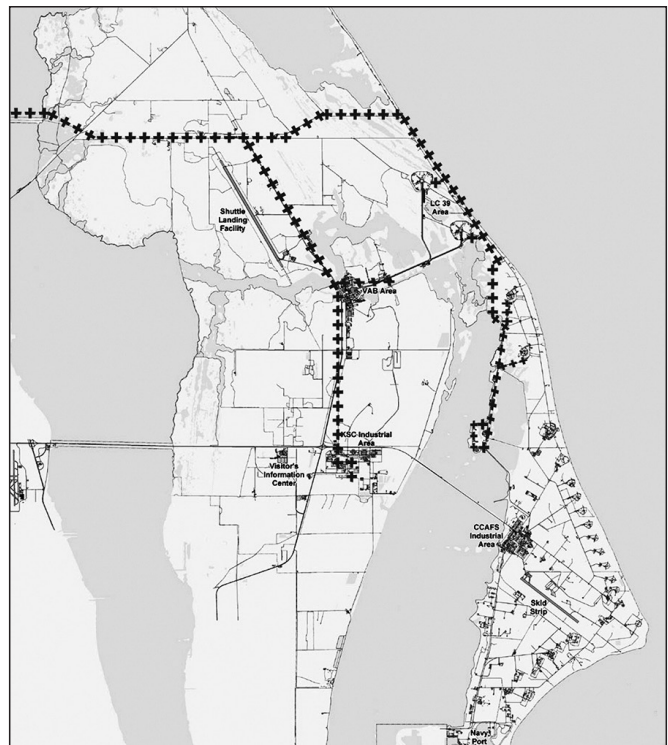 LC 39
Area
Shuttle
Landing
Facility
VAB Area
KSC Industrial
Area
Visitor's
Information
Center
CCAFS
Industrial
Area
Skid
Strip
Navy
Port